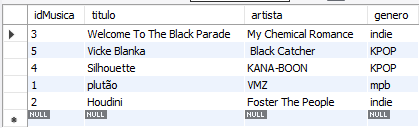 idMusica titulo artista genero
3 Welcome To The Black Parade My Chemical Romance indie
5 Vicke Blanka Black Catcher KPOP
4 Silhouette KANA-BOON KPOP
1 plutão VMZ mpb
2 Houdini Foster The People indie
NULL NULL NULL NULL